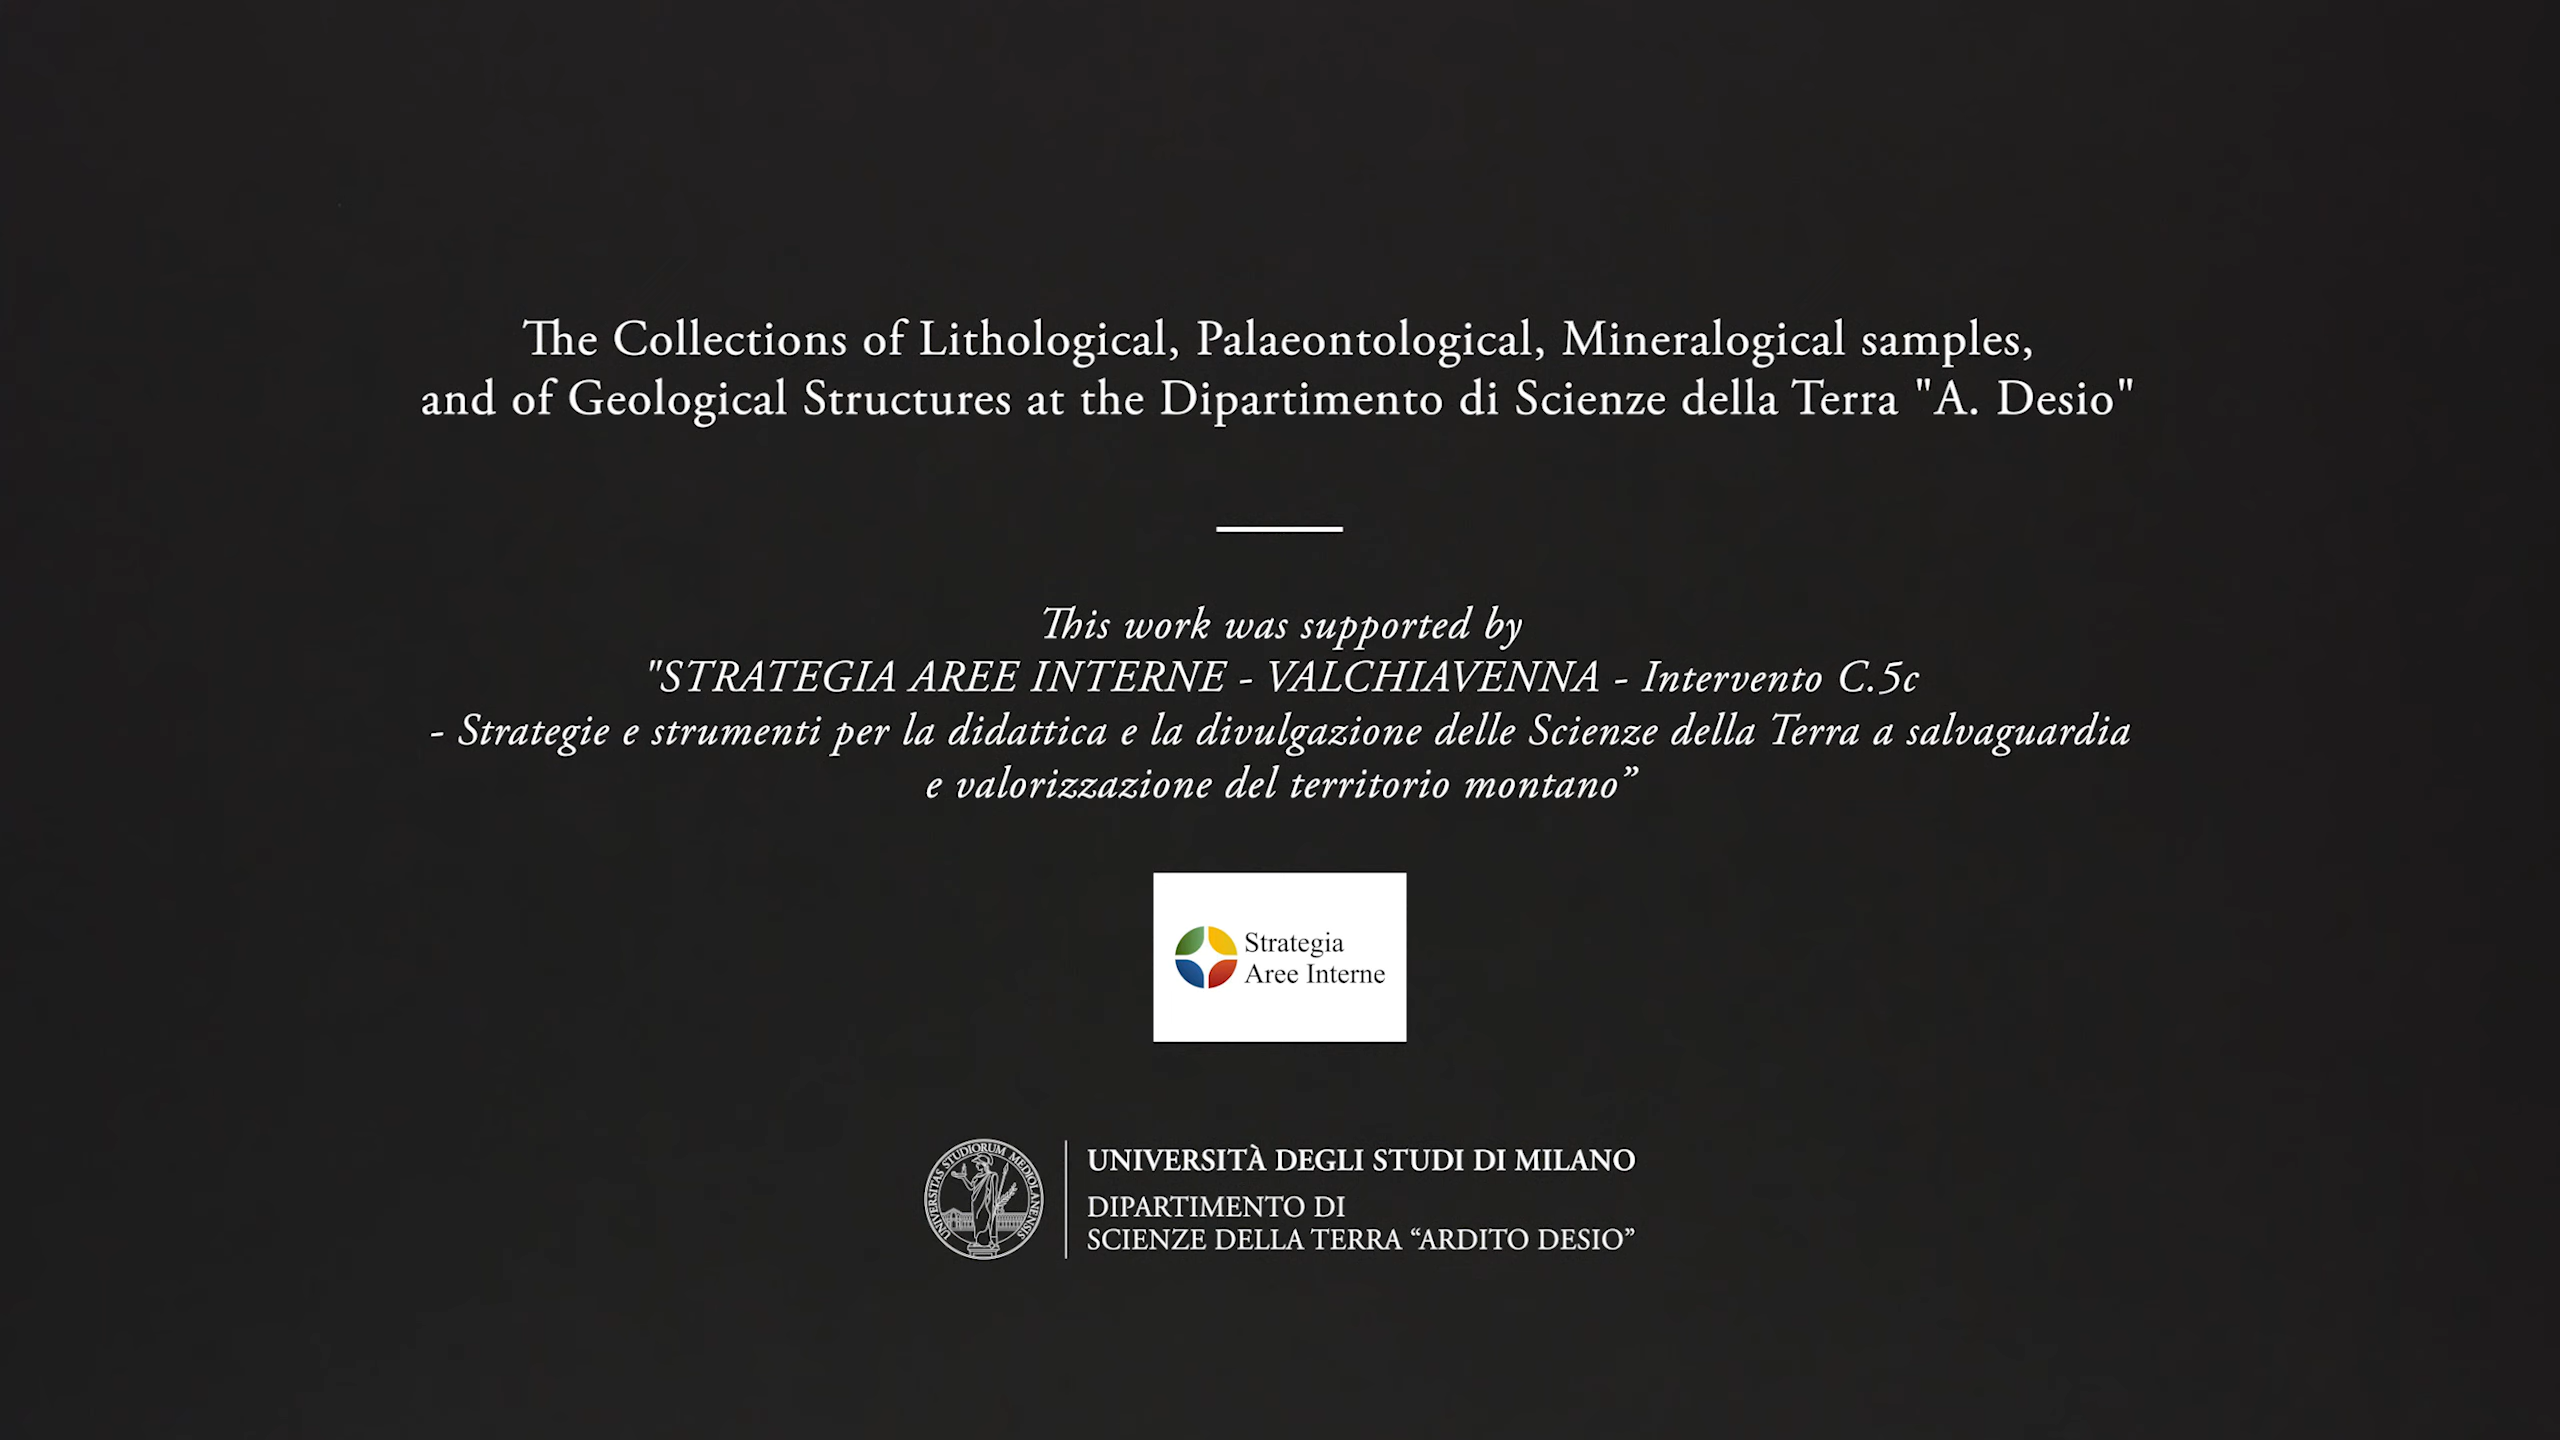 The Collections of Lithological, Palaeontological, Mineralogical samples,
and of Geological Structures at the Dipartimento di Scienze della Terra "A. Desio"
This work was supported by
"STRATEGIA AREE INTERNE - VALCHIAVENNA - Intervento C.5c
- Strategie e strumenti per la didattica e la divulgazione delle Scienze della Terra a salvaguardia
e valorizzazione del territorio montano”
Strategia
Aree Interne
UNIVERSITAS STUDIORUM MEDIOLANENSIS
UNIVERSITÀ DEGLI STUDI DI MILANO
DIPARTIMENTO DI
SCIENZE DELLA TERRA “ARDITO DESIO”